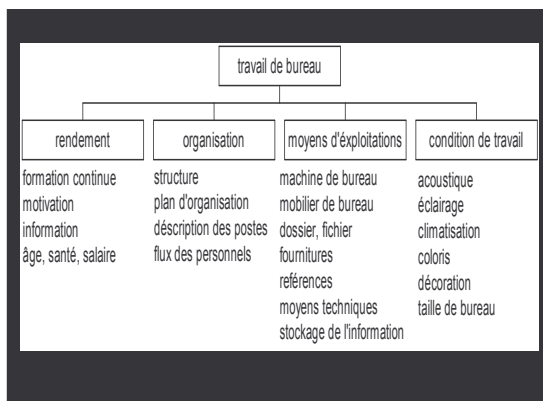 travail de bureau
rendement
organisation
moyens d'éxploitations
condition de travail
formation continue
motivation
information
âge, santé, salaire
structure
plan d'organisation
déscription des postes
flux des personnels
machine de bureau
mobilier de bureau
dossier, fichier
fournitures
reférences
moyens techniques
stockage de l'information
acoustique
éclairage
climatisation
coloris
décoration
taille de bureau